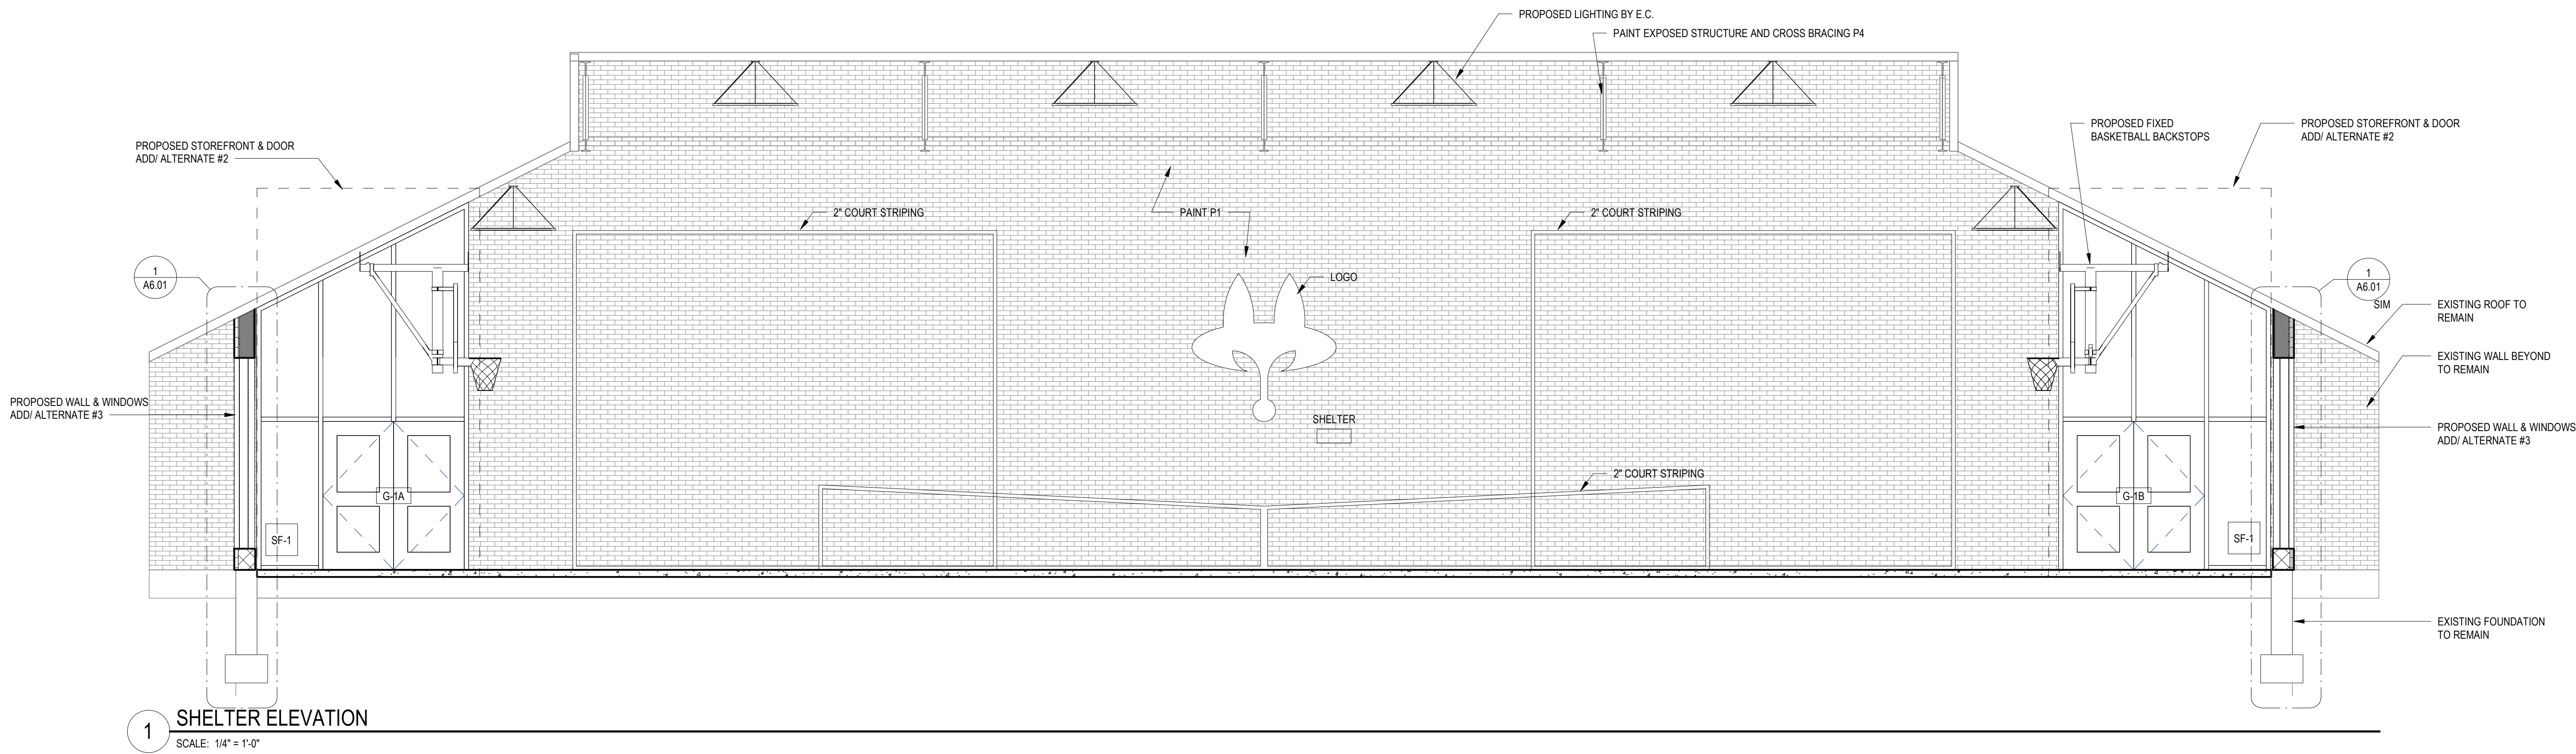 PROPOSED LIGHTING BY E.C.
PAINT EXPOSED STRUCTURE AND CROSS BRACING P4
PROPOSED STOREFRONT & DOOR
ADD/ ALTERNATE #2
PROPOSED FIXED
BASKETBALL BACKSTOPS
PROPOSED STOREFRONT & DOOR
ADD/ ALTERNATE #2
2" COURT STRIPING
PAINT P1
2" COURT STRIPING
1
A6.01
LOGO
1
A6.01
SIM
EXISTING ROOF TO
REMAIN
EXISTING WALL BEYOND
TO REMAIN
PROPOSED WALL & WINDOWS
ADD/ ALTERNATE #3
SHELTER
PROPOSED WALL & WINDOWS
ADD/ ALTERNATE #3
2" COURT STRIPING
G-1A
G-1B
SF-1
SF-1
EXISTING FOUNDATION
TO REMAIN
1
SHELTER ELEVATION
SCALE: 1/4" = 1'-0"